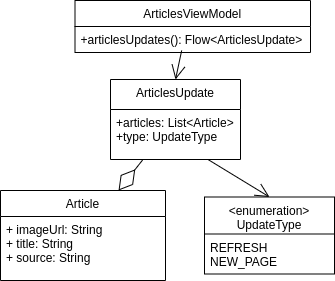 ArticlesViewModel
+articlesUpdates(): Flow<ArticlesUpdate>
ArticlesUpdate
+articles: List<Article>
+type: UpdateType
Article
+ imageUrl: String
+ title: String
+ source: String
<enumeration>
UpdateType
REFRESH
NEW_PAGE